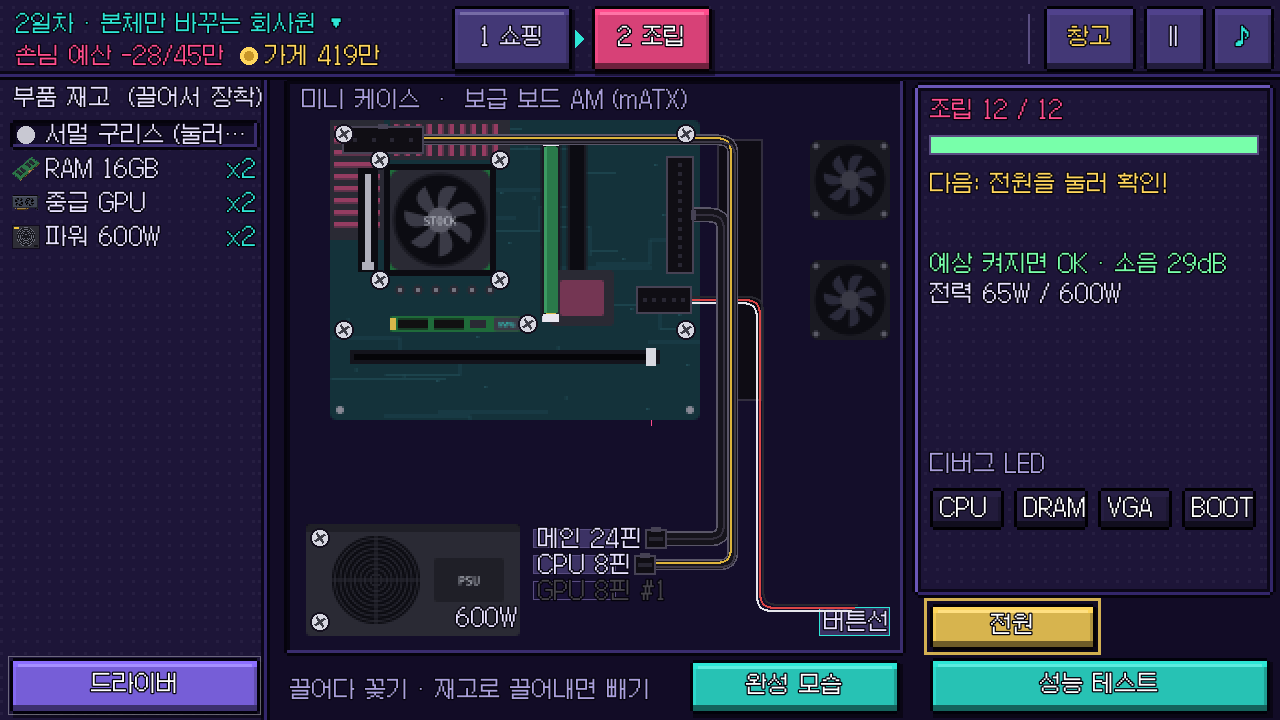 2일차 · 본체만 바꾸는 회사원 ▼
손님 예산 -28/45만 가게 419만
1 쇼핑
2 조립
창고
부품 재고 (끌어서 장착)
서멀 구리스 (눌러…
RAM 16GB x2
중급 GPU x2
파워 600W x2
드라이버
미니 케이스 · 보급 보드 AM (mATX)
STOCK
메인 24핀
CPU 8핀
GPU 8핀 #1
PSU
600W
버튼선
끌어다 꽂기 · 재고로 끌어내면 빼기
완성 모습
조립 12 / 12
다음: 전원을 눌러 확인!
예상 켜지면 OK · 소음 29dB
전력 65W / 600W
디버그 LED
CPU DRAM VGA BOOT
전원
성능 테스트